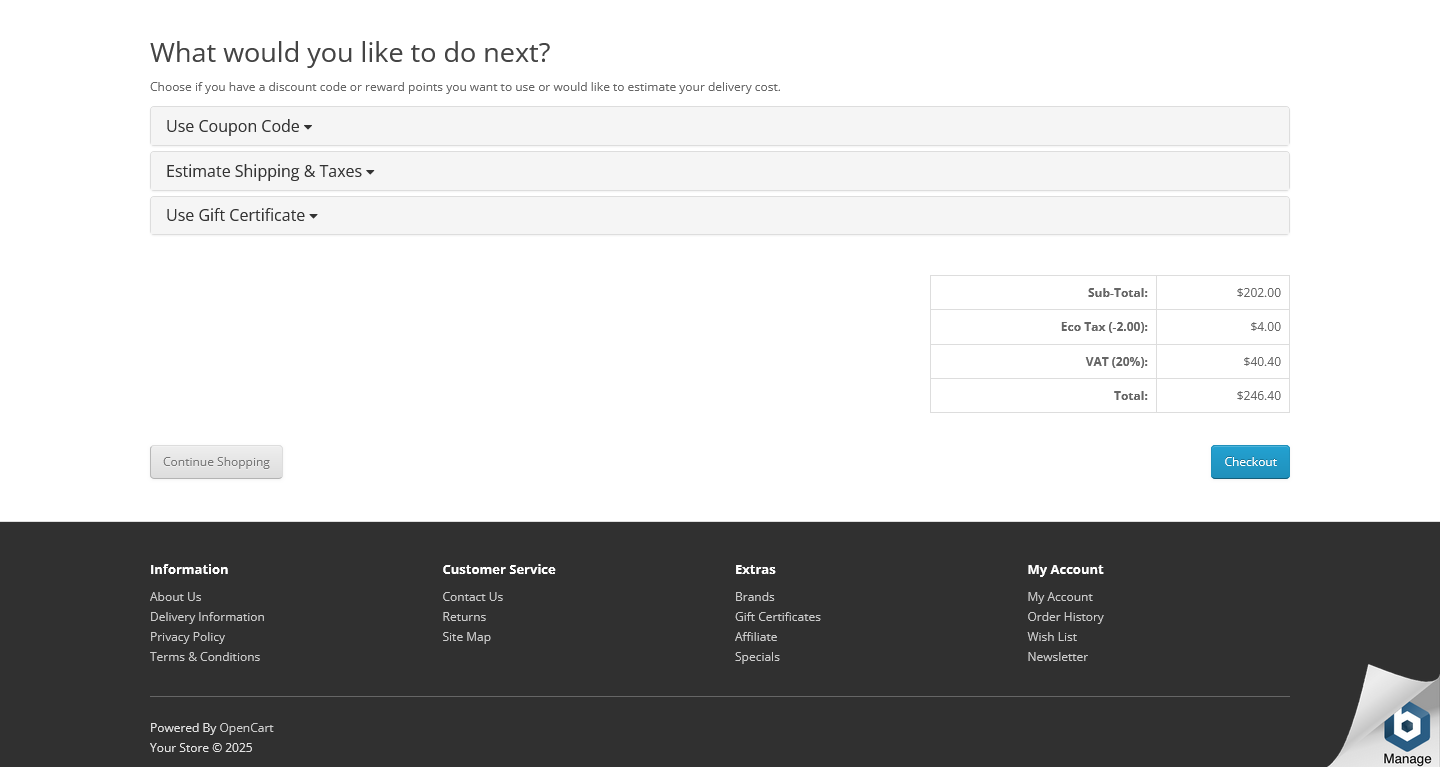 What would you like to do next?
Choose if you have a discount code or reward points you want to use or would like to estimate your delivery cost.
Use Coupon Code
Estimate Shipping & Taxes
Use Gift Certificate
Sub-Total: $202.00
Eco Tax (-2.00): $4.00
VAT (20%): $40.40
Total: $246.40
Continue Shopping
Checkout
Information
About Us
Delivery Information
Privacy Policy
Terms & Conditions
Customer Service
Contact Us
Returns
Site Map
Extras
Brands
Gift Certificates
Affiliate
Specials
My Account
My Account
Order History
Wish List
Newsletter
Powered By OpenCart
Your Store © 2025
Manage